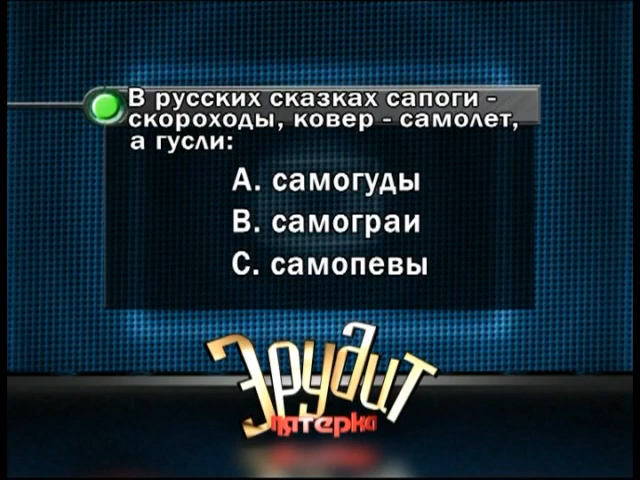 В русских сказках сапоги -
скороходы, ковер - самолет,
а гусли:
А. самогуды
В. самограи
С. самопевы
Эрудит
пятерка